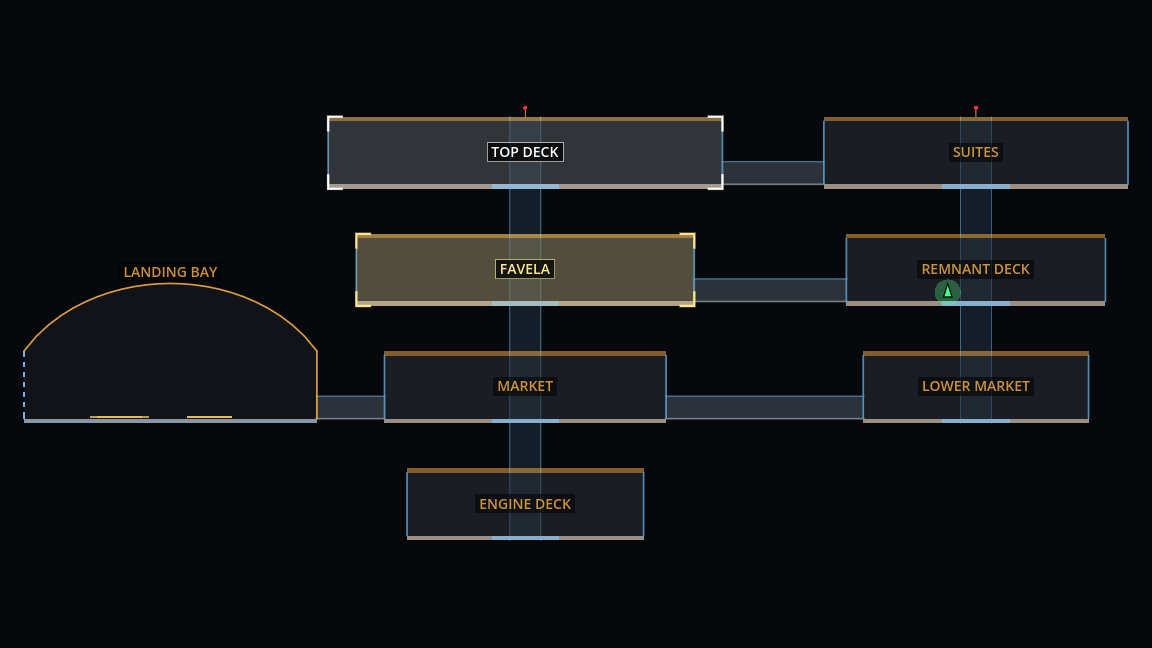 TOP DECK
SUITES
FAVELA
REMNANT DECK
LANDING BAY
MARKET
LOWER MARKET
ENGINE DECK